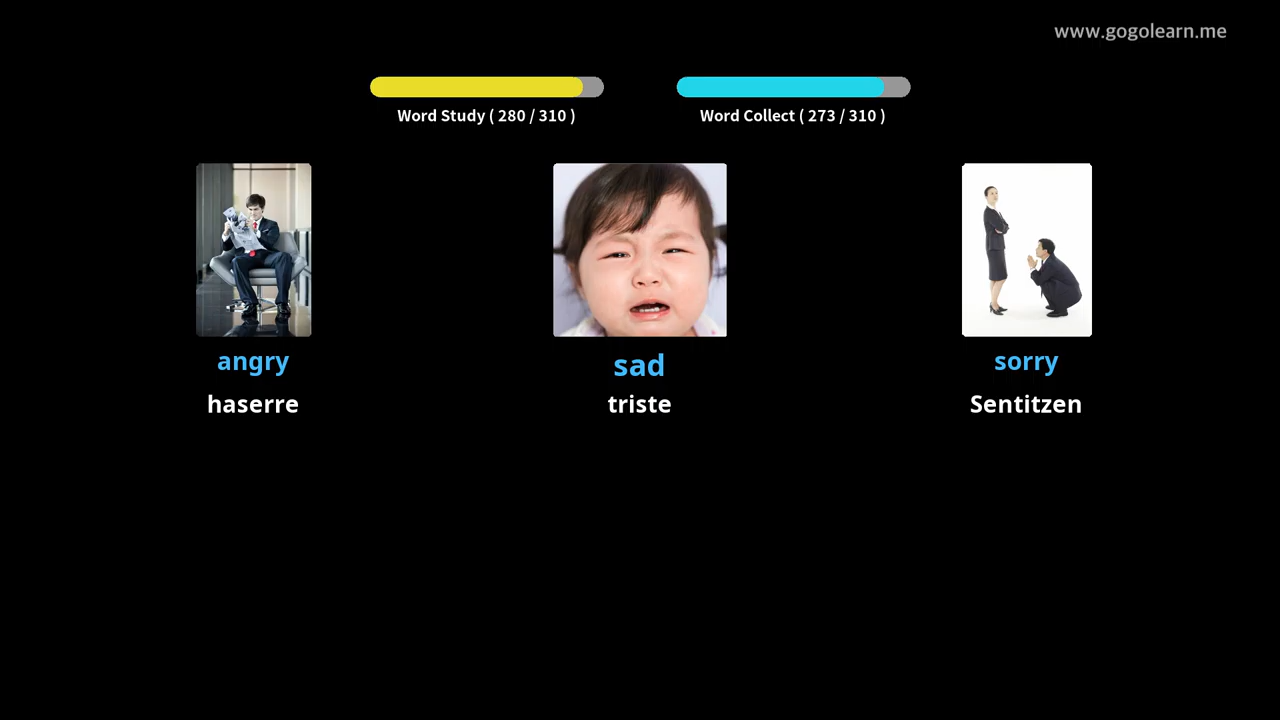 www.gogolearn.me
Word Study ( 280 / 310 )
Word Collect ( 273 / 310 )
angry
sad
sorry
haserre
triste
Sentitzen